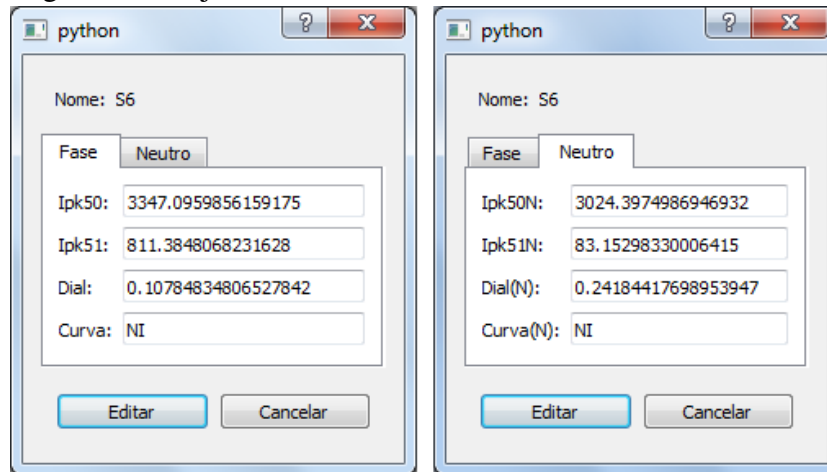 python
Nome: S6
Fase Neutro
Ipk50: 3347.0959856159175
Ipk51: 811.3848068231628
Dial: 0.10784834806527842
Curva: NI
Editar Cancelar
python
Nome: S6
Fase Neutro
Ipk50N: 3024.3974986946932
Ipk51N: 83.15298330006415
Dial(N): 0.24184417698953947
Curva(N): NI
Editar Cancelar